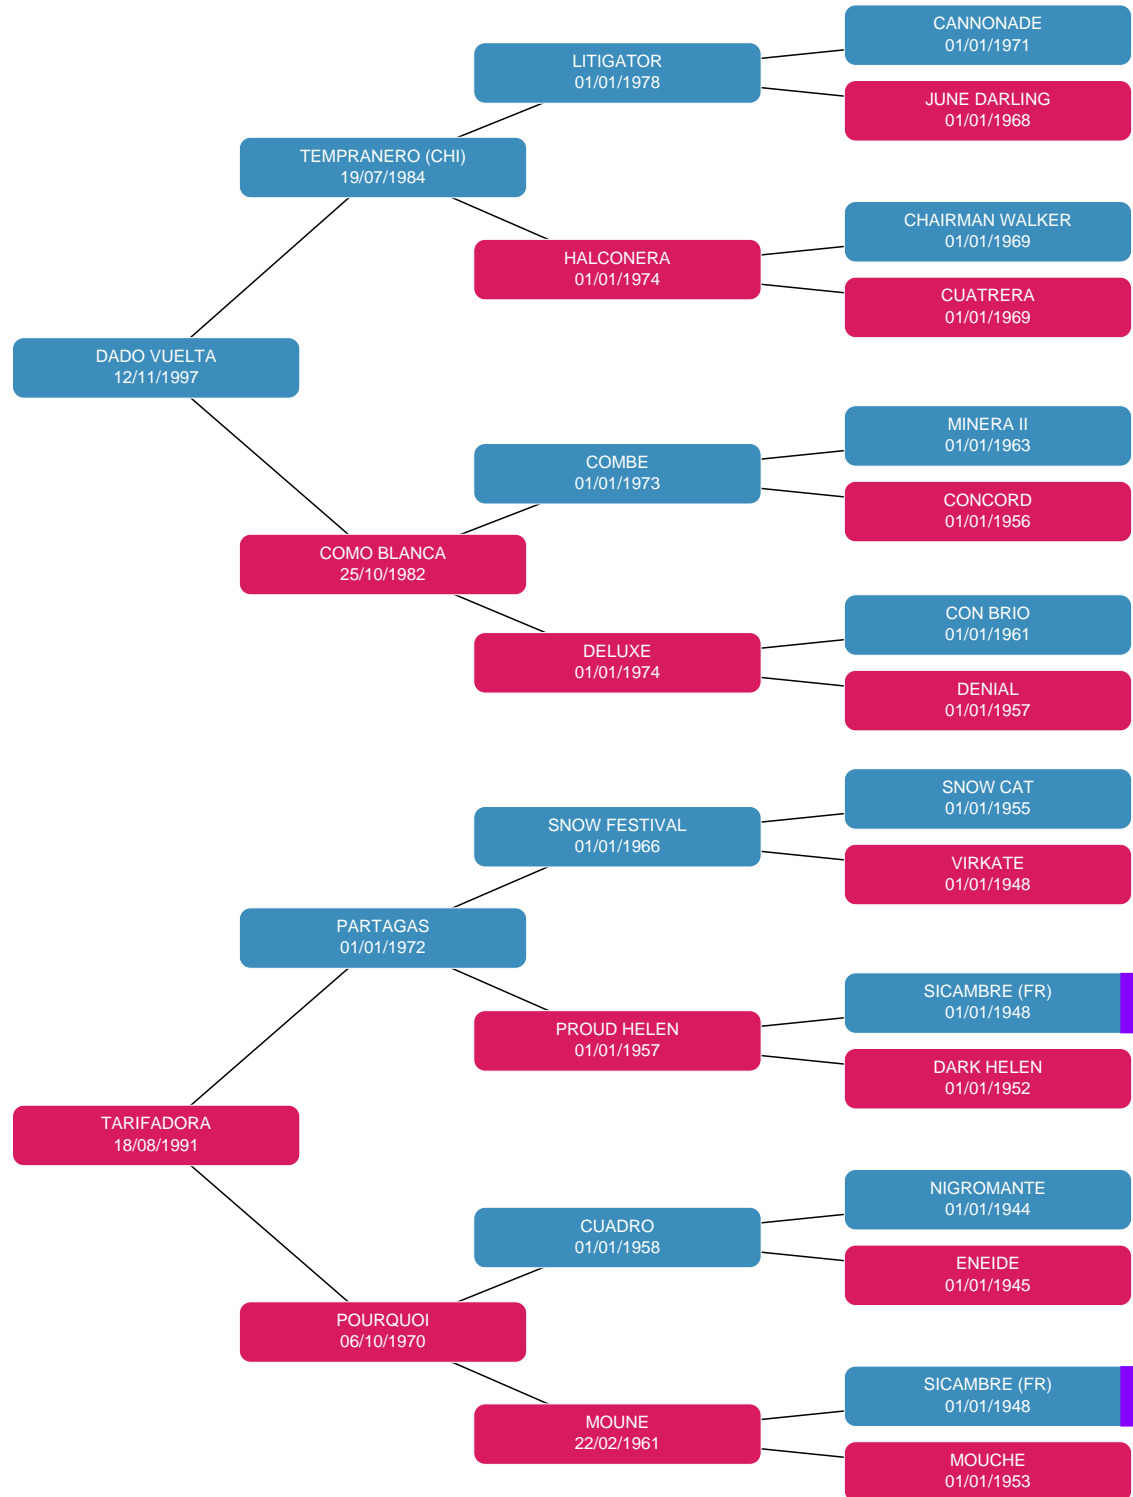 CANNONADE
01/01/1971
LITIGATOR
01/01/1978
JUNE DARLING
01/01/1968
TEMPRANERO (CHI)
19/07/1984
CHAIRMAN WALKER
01/01/1969
HALCONERA
01/01/1974
CUATRERA
01/01/1969
DADO VUELTA
12/11/1997
MINERA II
01/01/1963
COMBE
01/01/1973
CONCORD
01/01/1956
COMO BLANCA
25/10/1982
CON BRIO
01/01/1961
DELUXE
01/01/1974
DENIAL
01/01/1957
SNOW CAT
01/01/1955
SNOW FESTIVAL
01/01/1966
VIRKATE
01/01/1948
PARTAGAS
01/01/1972
SICAMBRE (FR)
01/01/1948
PROUD HELEN
01/01/1957
DARK HELEN
01/01/1952
TARIFADORA
18/08/1991
NIGROMANTE
01/01/1944
CUADRO
01/01/1958
ENEIDE
01/01/1945
POURQUOI
06/10/1970
SICAMBRE (FR)
01/01/1948
MOUNE
22/02/1961
MOUCHE
01/01/1953